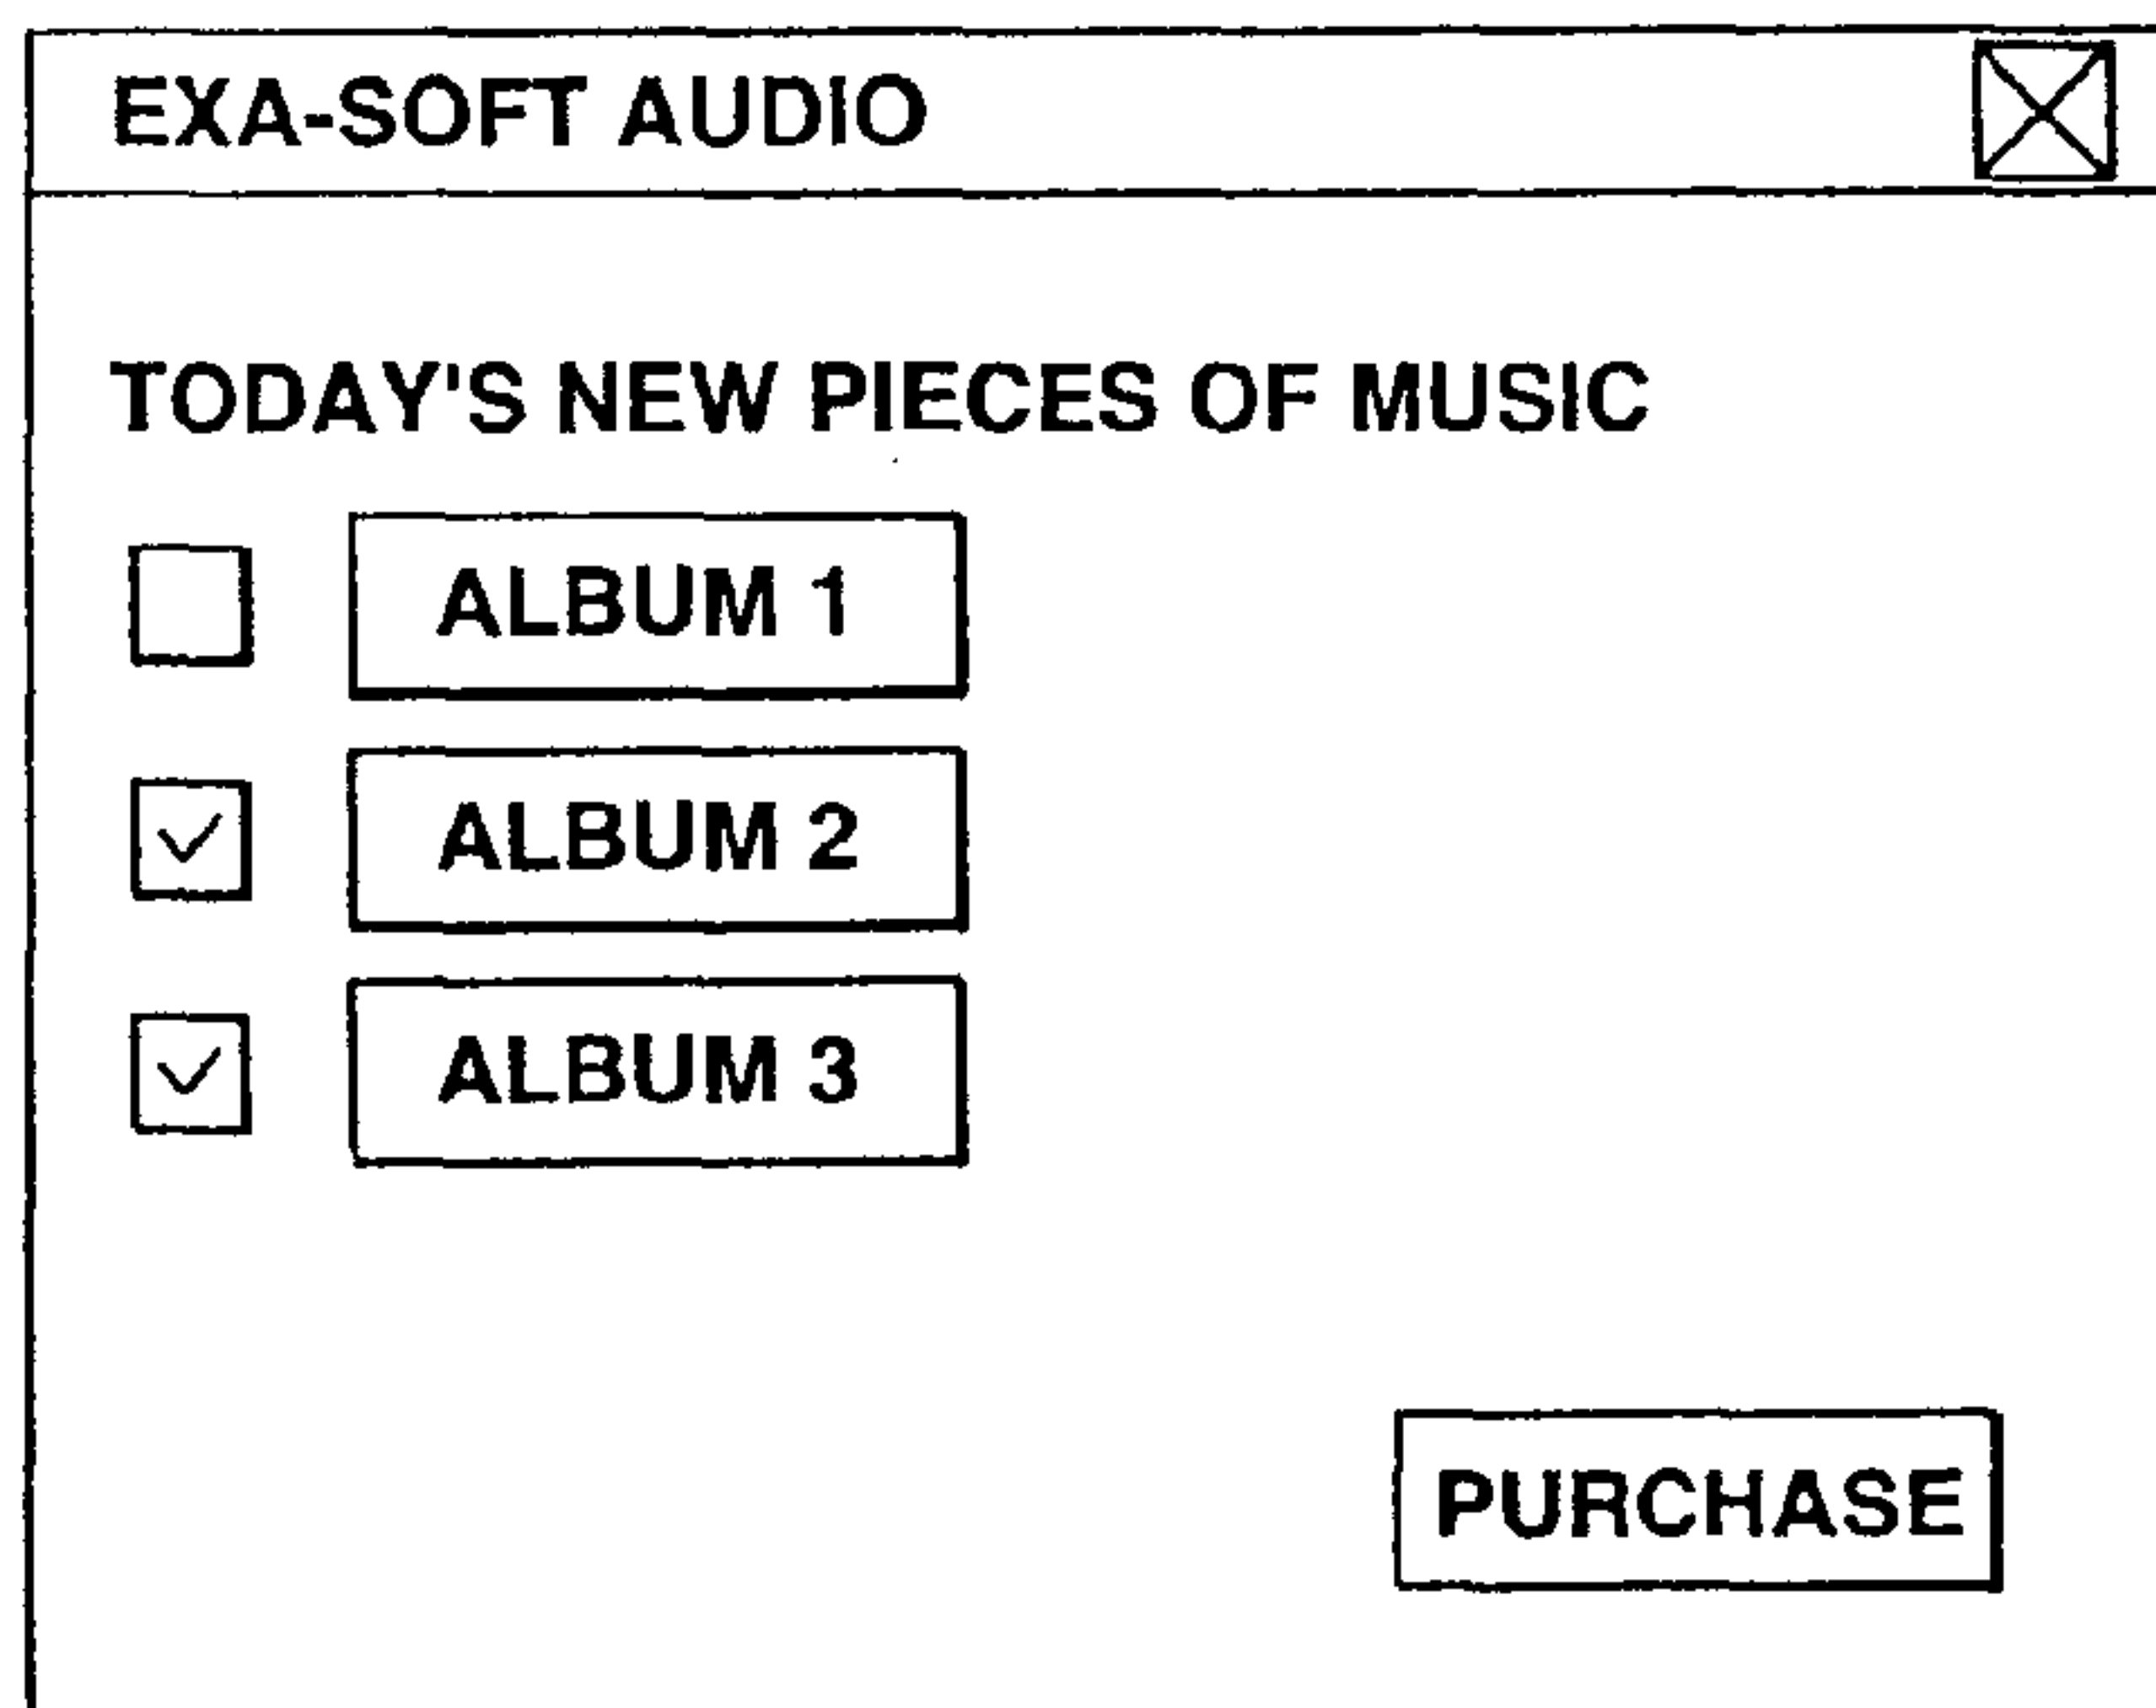 EXA-SOFT AUDIO
TODAY'S NEW PIECES OF MUSIC
ALBUM 1
ALBUM 2
ALBUM 3
PURCHASE